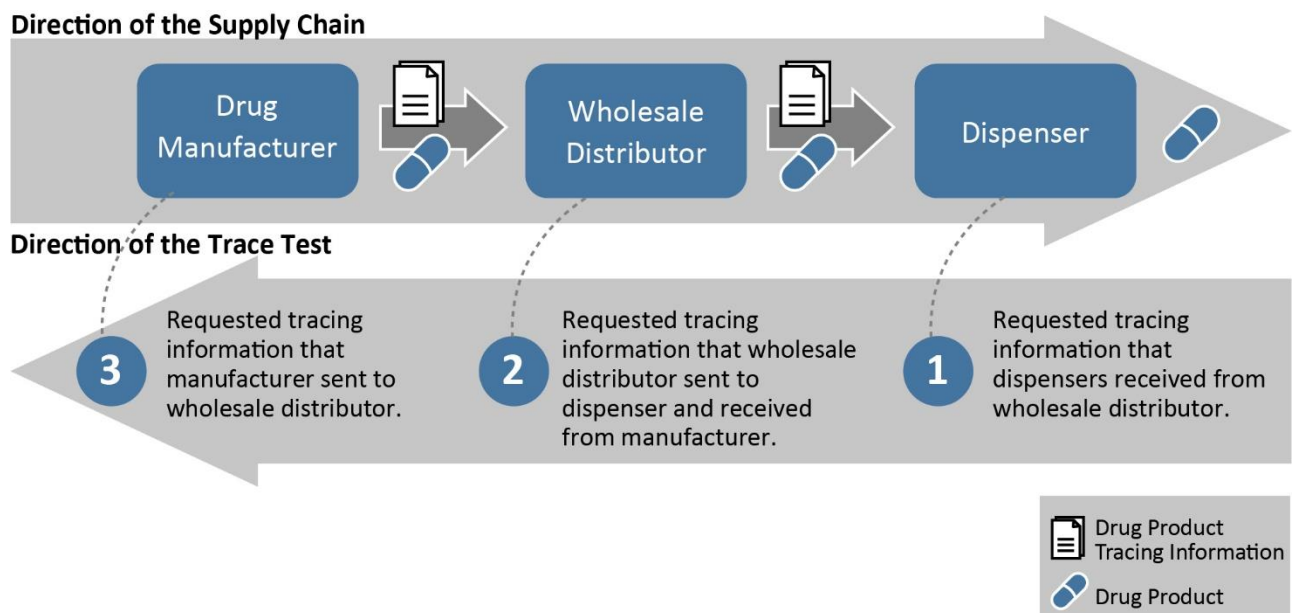 Direction of the Supply Chain
Drug
Manufacturer
Wholesale
Distributor
Dispenser
Direction of the Trace Test
3
Requested tracing
information that
manufacturer sent to
wholesale distributor.
2
Requested tracing
information that wholesale
distributor sent to
dispenser and received
from manufacturer.
1
Requested tracing
information that
dispensers received from
wholesale distributor.
Drug Product
Tracing Information
Drug Product